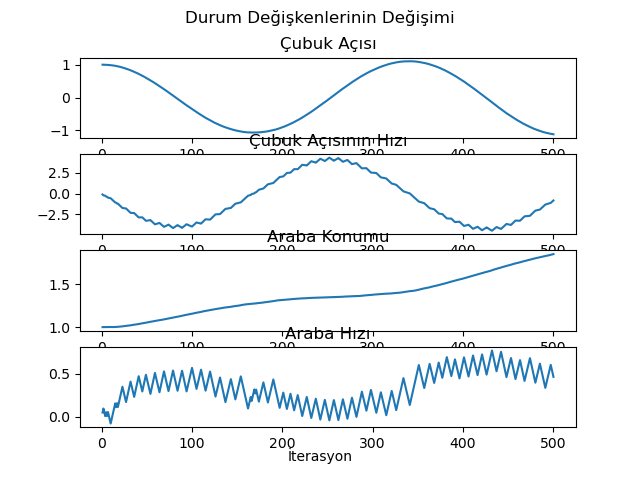 Durum Değişkenlerinin Değişimi
Çubuk Açısı
1
0
−1
0 100 200 300 400 500
Çubuk Açısının Hızı
2.5
0.0
−2.5
0 100 200 300 400 500
Araba Konumu
1.5
1.0
0 100 200 300 400 500
Araba Hızı
0.5
0.0
0 100 200 300 400 500
Iterasyon